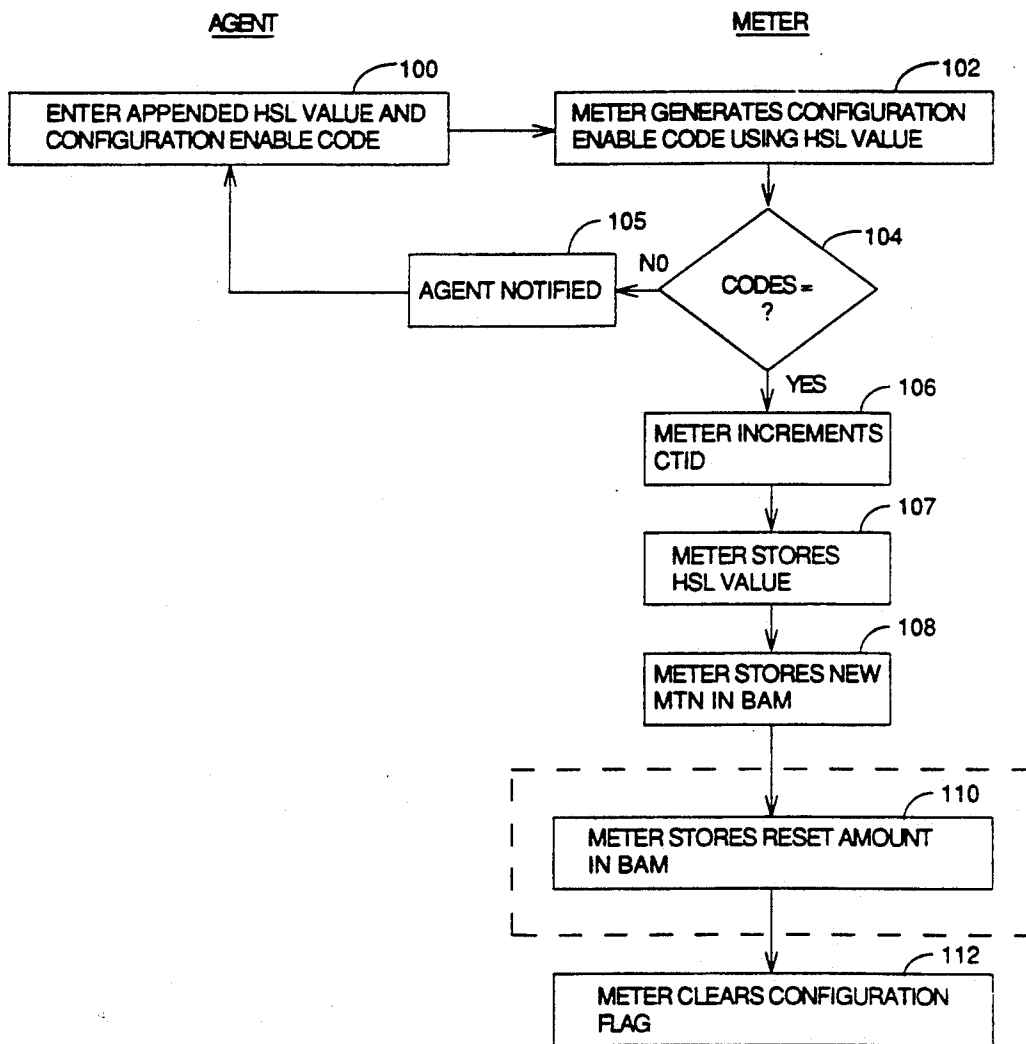 AGENT
METER
100
102
ENTER APPENDED HSL VALUE AND
CONFIGURATION ENABLE CODE
METER GENERATES CONFIGURATION
ENABLE CODE USING HSL VALUE
105
104
AGENT NOTIFIED
NO
CODES =
?
YES
106
METER INCREMENTS
CTID
107
METER STORES
HSL VALUE
108
METER STORES NEW
MTN IN BAM
110
METER STORES RESET AMOUNT
IN BAM
112
METER CLEARS CONFIGURATION
FLAG